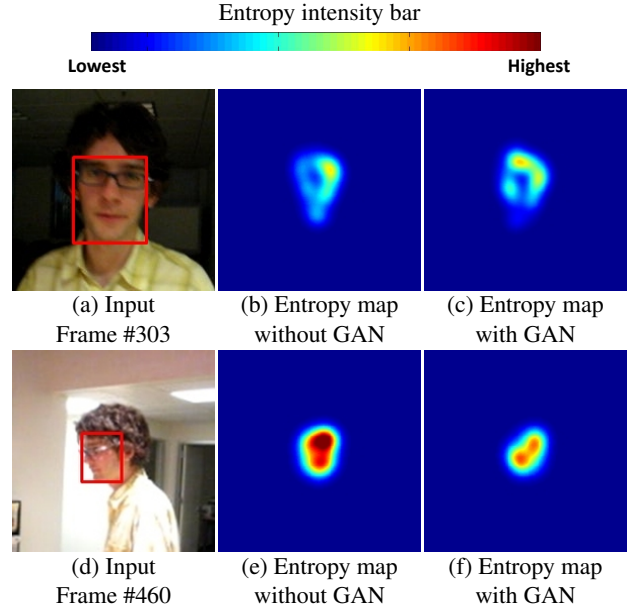 Entropy intensity bar
Lowest Highest
(a) Input (b) Entropy map (c) Entropy map
Frame #303 without GAN with GAN
(d) Input (e) Entropy map (f) Entropy map
Frame #460 without GAN with GAN